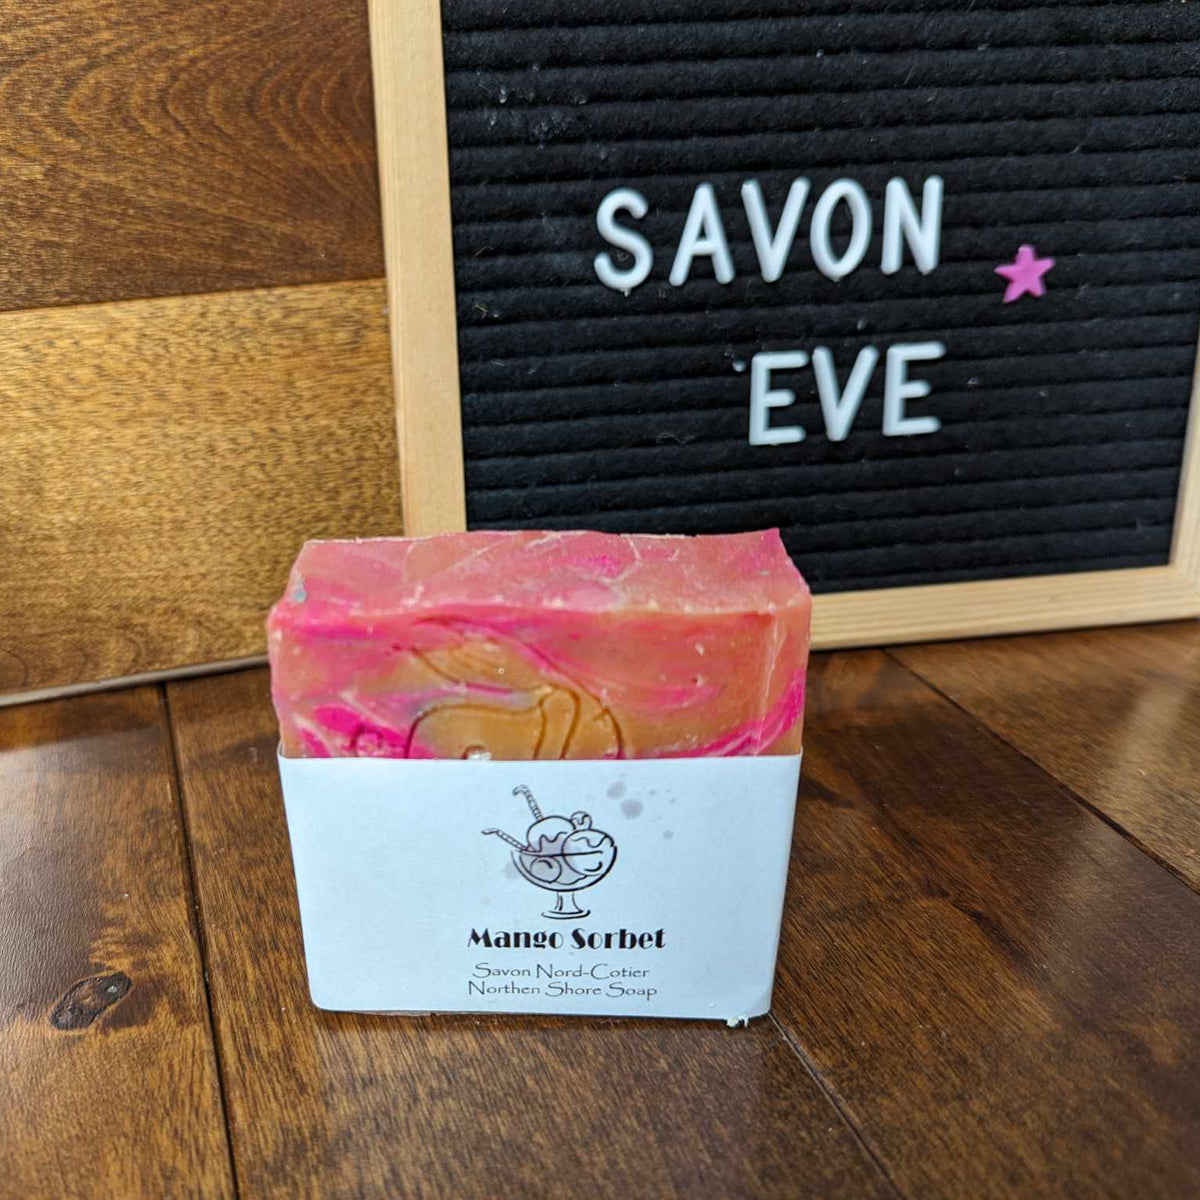 SAVON
EVE
Mango Sorbet
Savon Nord-Cotier
Northen Shore Soap